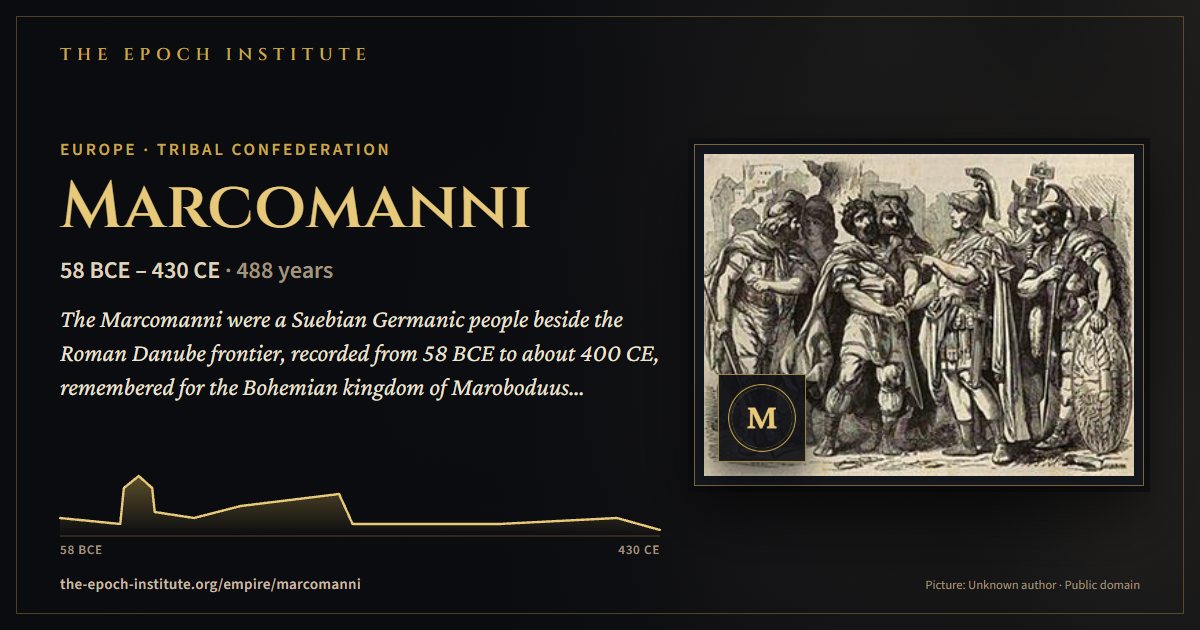 THE EPOCH INSTITUTE
EUROPE · TRIBAL CONFEDERATION
MARCOMANNI
58 BCE – 430 CE · 488 years
The Marcomanni were a Suebian Germanic people beside the
Roman Danube frontier, recorded from 58 BCE to about 400 CE,
remembered for the Bohemian kingdom of Maroboduus...
M
58 BCE
430 CE
the-epoch-institute.org/empire/marcomanni
Picture: Unknown author · Public domain